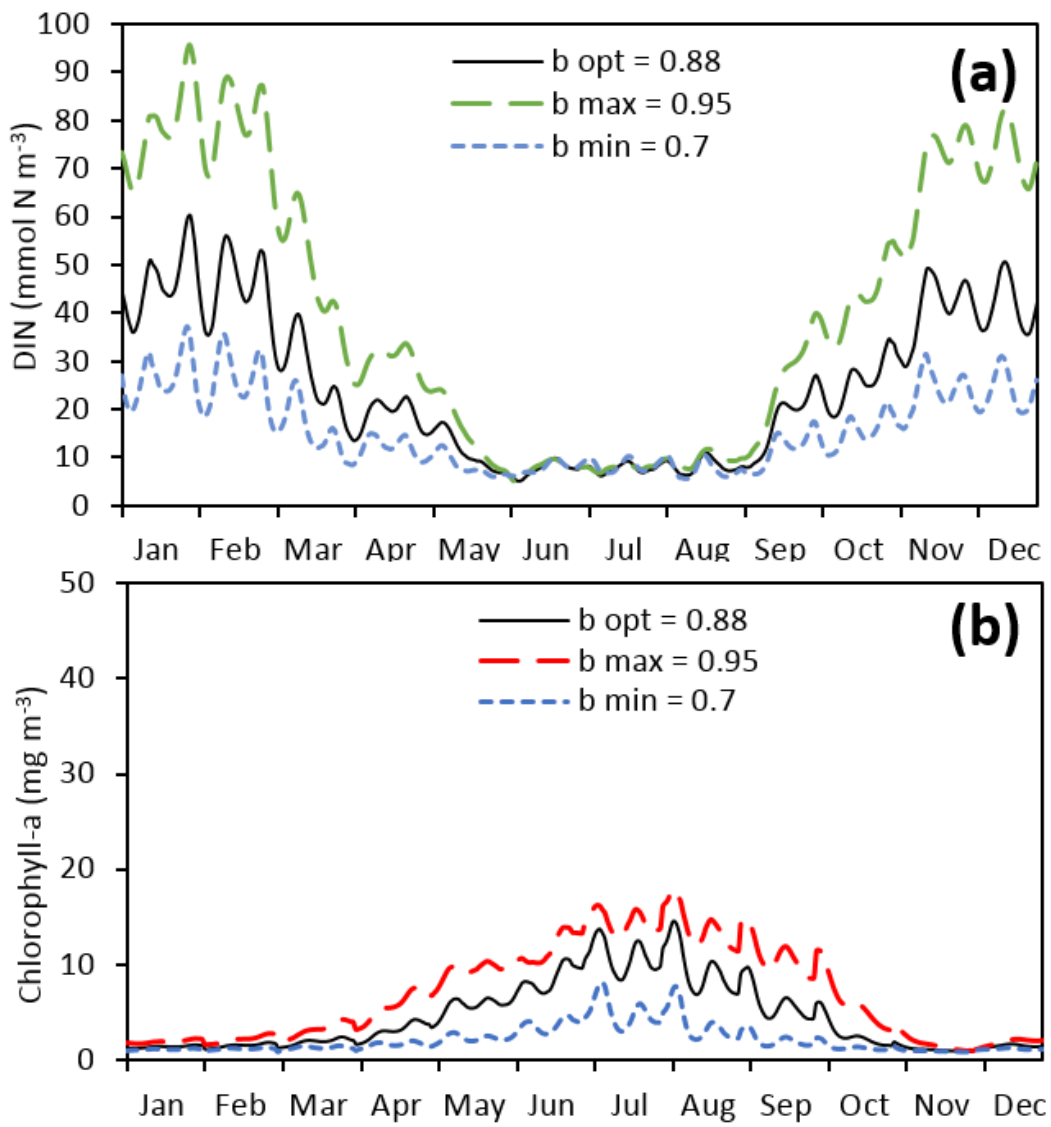 100
90
80
70
60
50
40
30
20
10
0
DIN (mmol N m-3)
b opt = 0.88
b max = 0.95
b min = 0.7
(a)
Jan Feb Mar Apr May Jun Jul Aug Sep Oct Nov Dec
50
40
30
20
10
0
Chlorophyll-a (mg m-3)
b opt = 0.88
b max = 0.95
b min = 0.7
(b)
Jan Feb Mar Apr May Jun Jul Aug Sep Oct Nov Dec